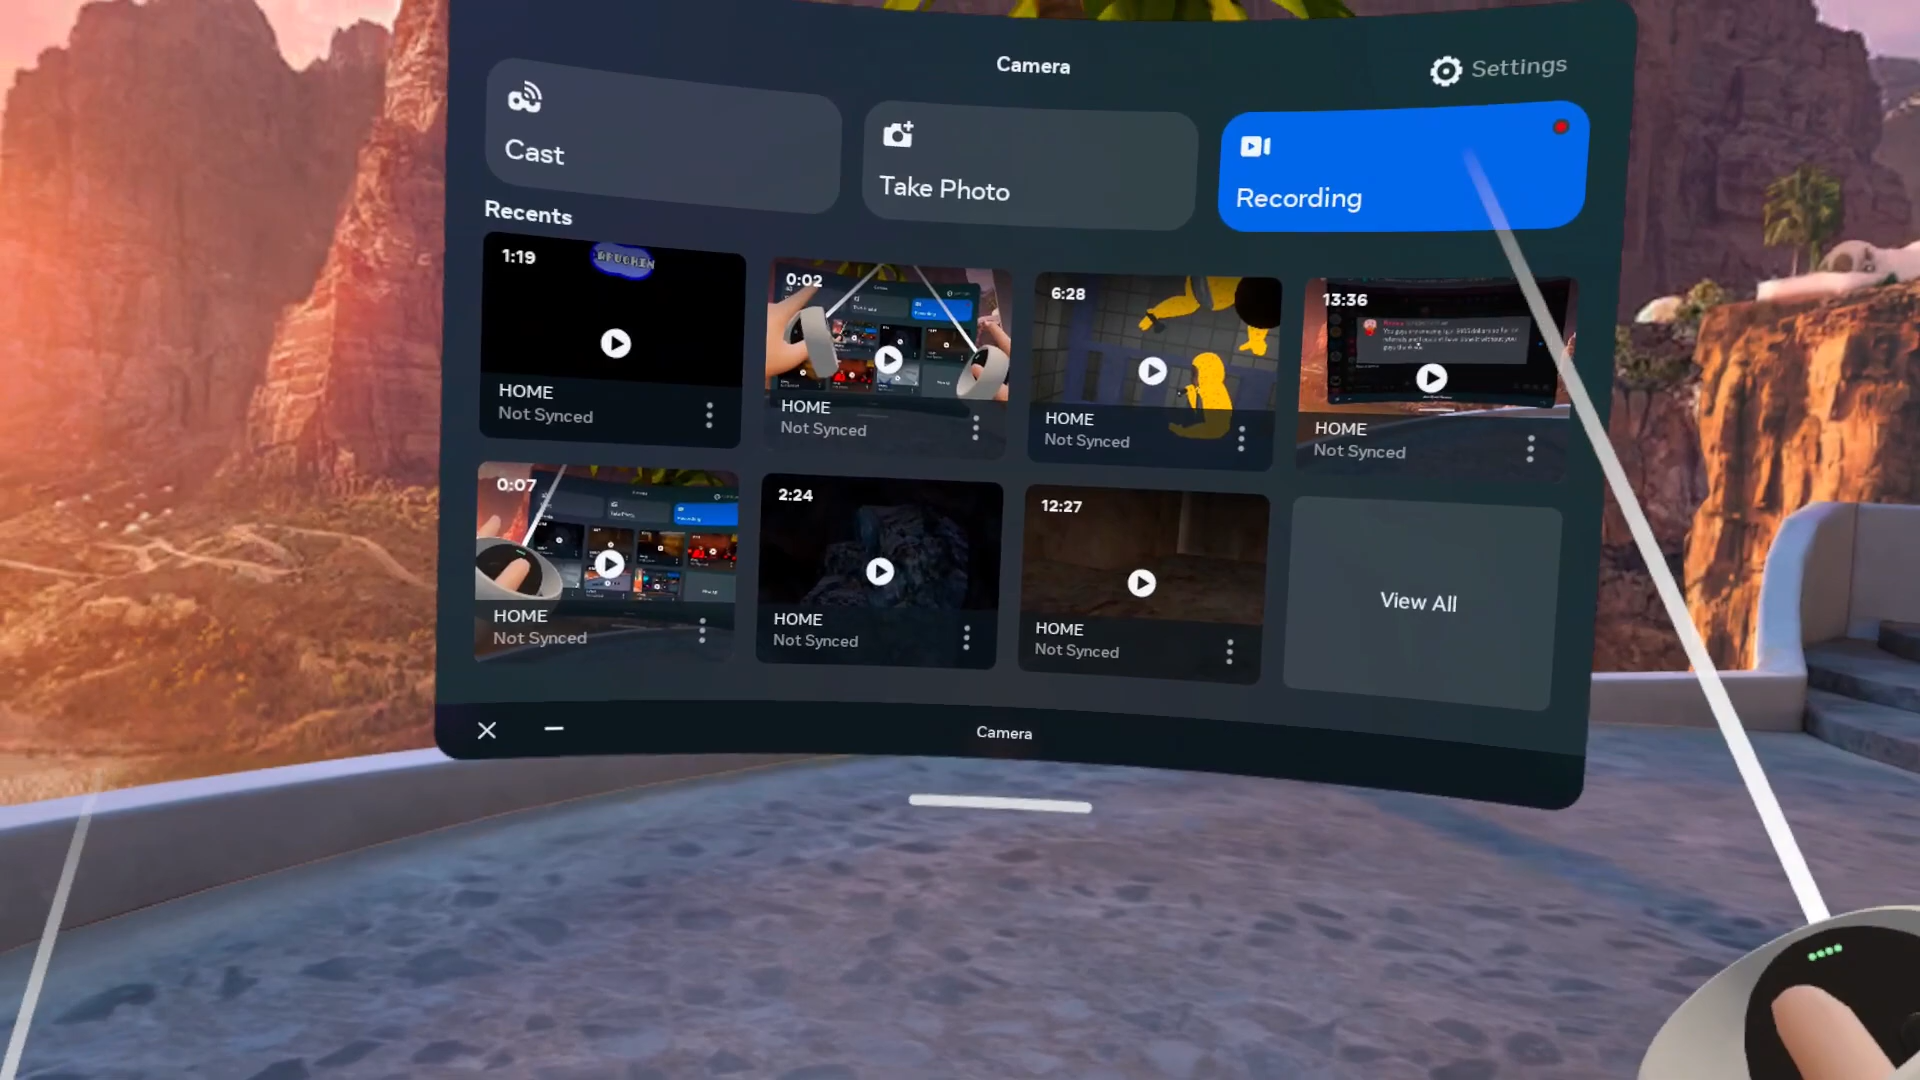 Camera
Settings
Cast
Take Photo
Recording
Recents
1:19
HOME
Not Synced
0:02
HOME
Not Synced
6:28
HOME
Not Synced
13:36
HOME
Not Synced
0:07
HOME
Not Synced
2:24
HOME
Not Synced
12:27
HOME
Not Synced
View All
Camera